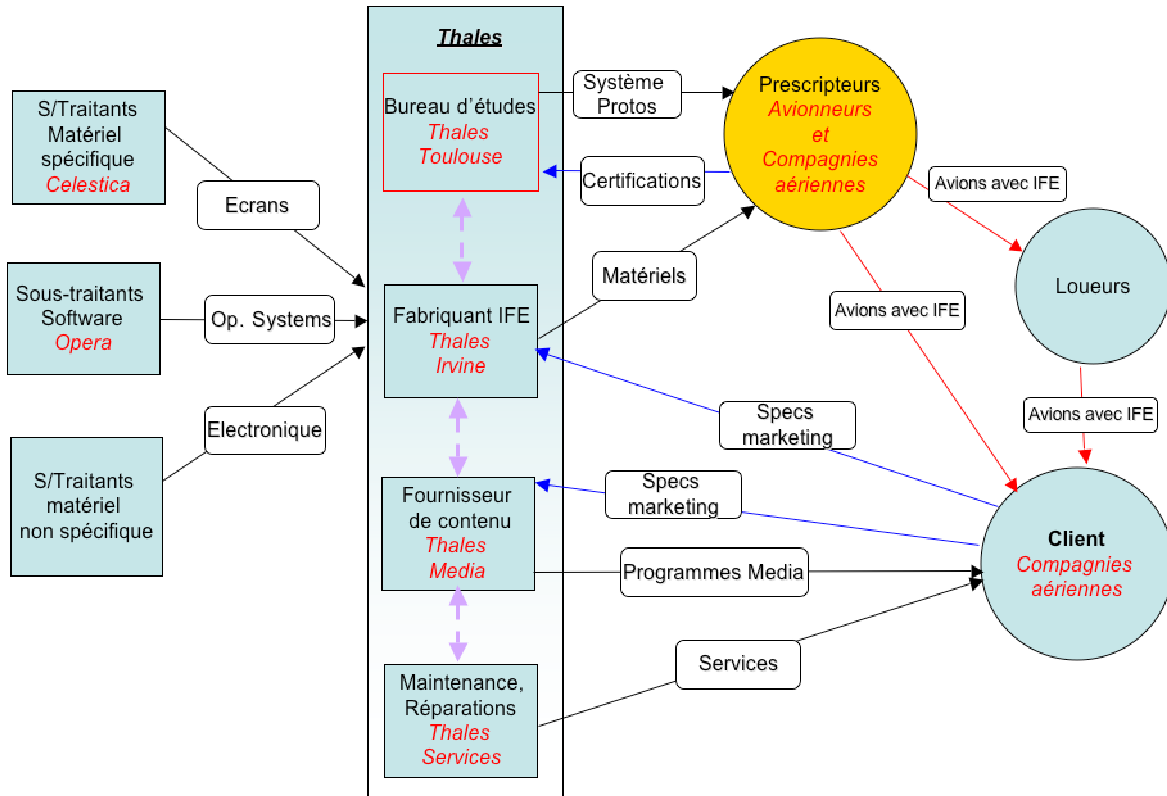 Thales
S/Traitants
Matériel
spécifique
Celestica
Ecrans
Sous-traitants
Software
Opera
Op. Systems
Electronique
S/Traitants
matériel
non spécifique
Bureau d'études
Thales
Toulouse
Fabriquant IFE
Thales
Irvine
Fournisseur
de contenu
Thales
Media
Maintenance,
Réparations
Thales
Services
Système
Protos
Certifications
Matériels
Prescripteurs
Avionneurs
et
Compagnies
aériennes
Avions avec IFE
Loueurs
Avions avec IFE
Avions avec IFE
Specs
marketing
Specs
marketing
Programmes Media
Services
Client
Compagnies
aériennes